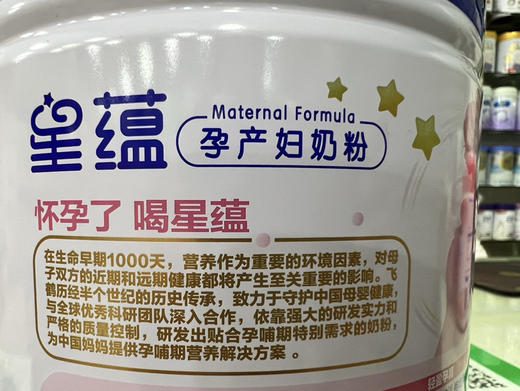 星蕴
Maternal Formula
孕产妇奶粉
怀孕了 喝星蕴
在生命早期1000天，营养作为重要的环境因素，对母
子双方的近期和远期健康都将产生至关重要的影响。飞
鹤历经半个世纪的历史传承，致力于守护中国母婴健康，
与全球优秀科研团队深入合作，依靠强大的研发实力和
严格的质量控制，研发出贴合孕哺期特别需求的奶粉，
为中国妈妈提供孕哺期营养解决方案。